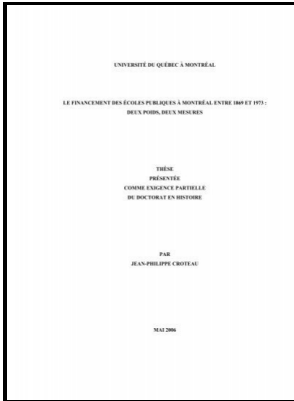 UNIVERSITÉ DU QUÉBEC À MONTRÉAL
LE FINANCEMENT DES ÉCOLES PUBLIQUES À MONTRÉAL ENTRE 1869 ET 1973 :
DEUX POIDS, DEUX MESURES
THÈSE
PRÉSENTÉE
COMME EXIGENCE PARTIELLE
DU DOCTORAT EN HISTOIRE
PAR
JEAN-PHILIPPE CROTEAU
MAI 2006